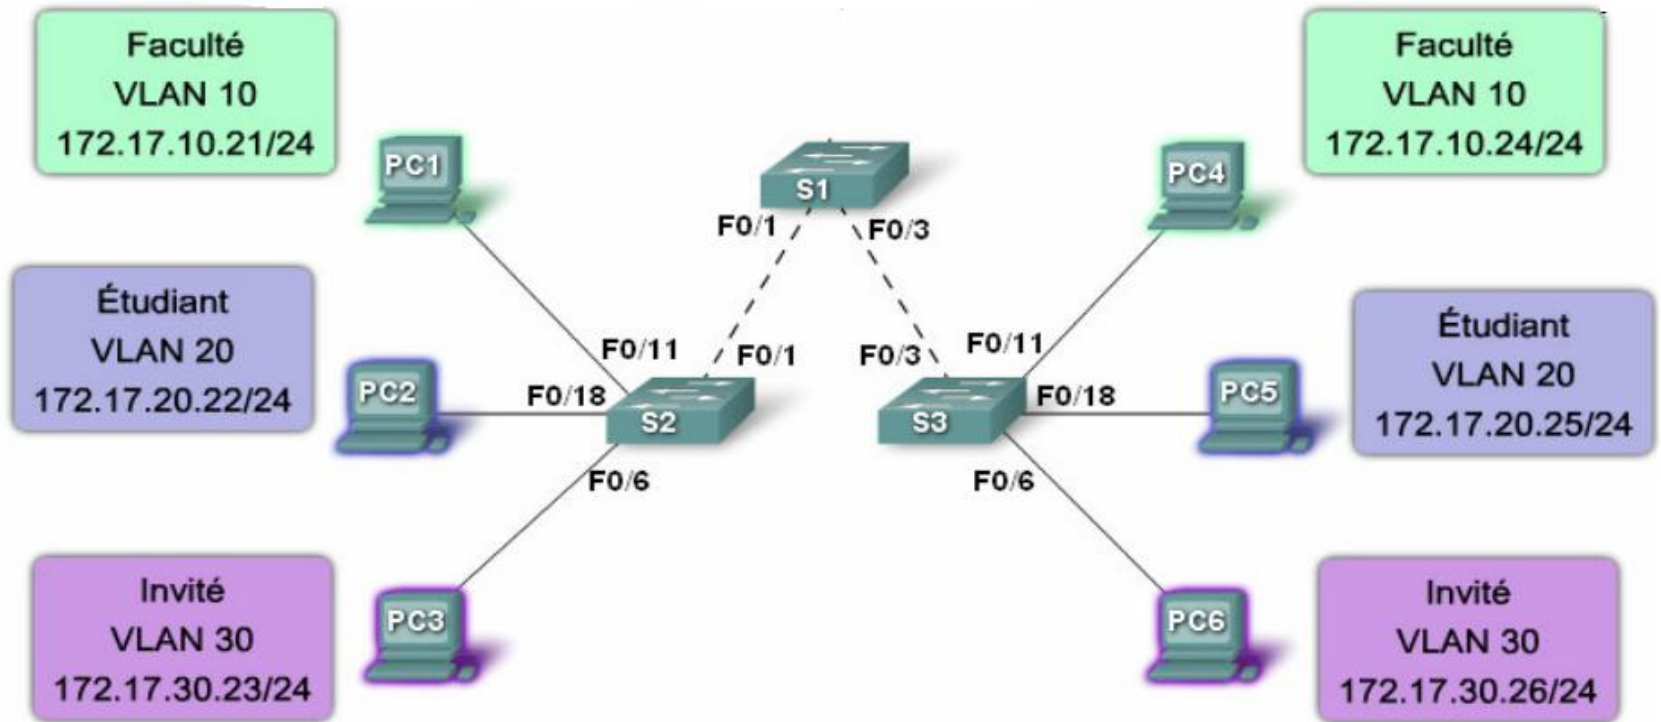 Faculté
VLAN 10
172.17.10.21/24
Faculté
VLAN 10
172.17.10.24/24
PC1
S1
PC4
F0/1
F0/3
Étudiant
VLAN 20
172.17.20.22/24
Étudiant
VLAN 20
172.17.20.25/24
F0/11
F0/1
F0/3
F0/11
PC2
F0/18
S2
S3
F0/18
PC5
F0/6
F0/6
Invité
VLAN 30
172.17.30.23/24
Invité
VLAN 30
172.17.30.26/24
PC3
PC6